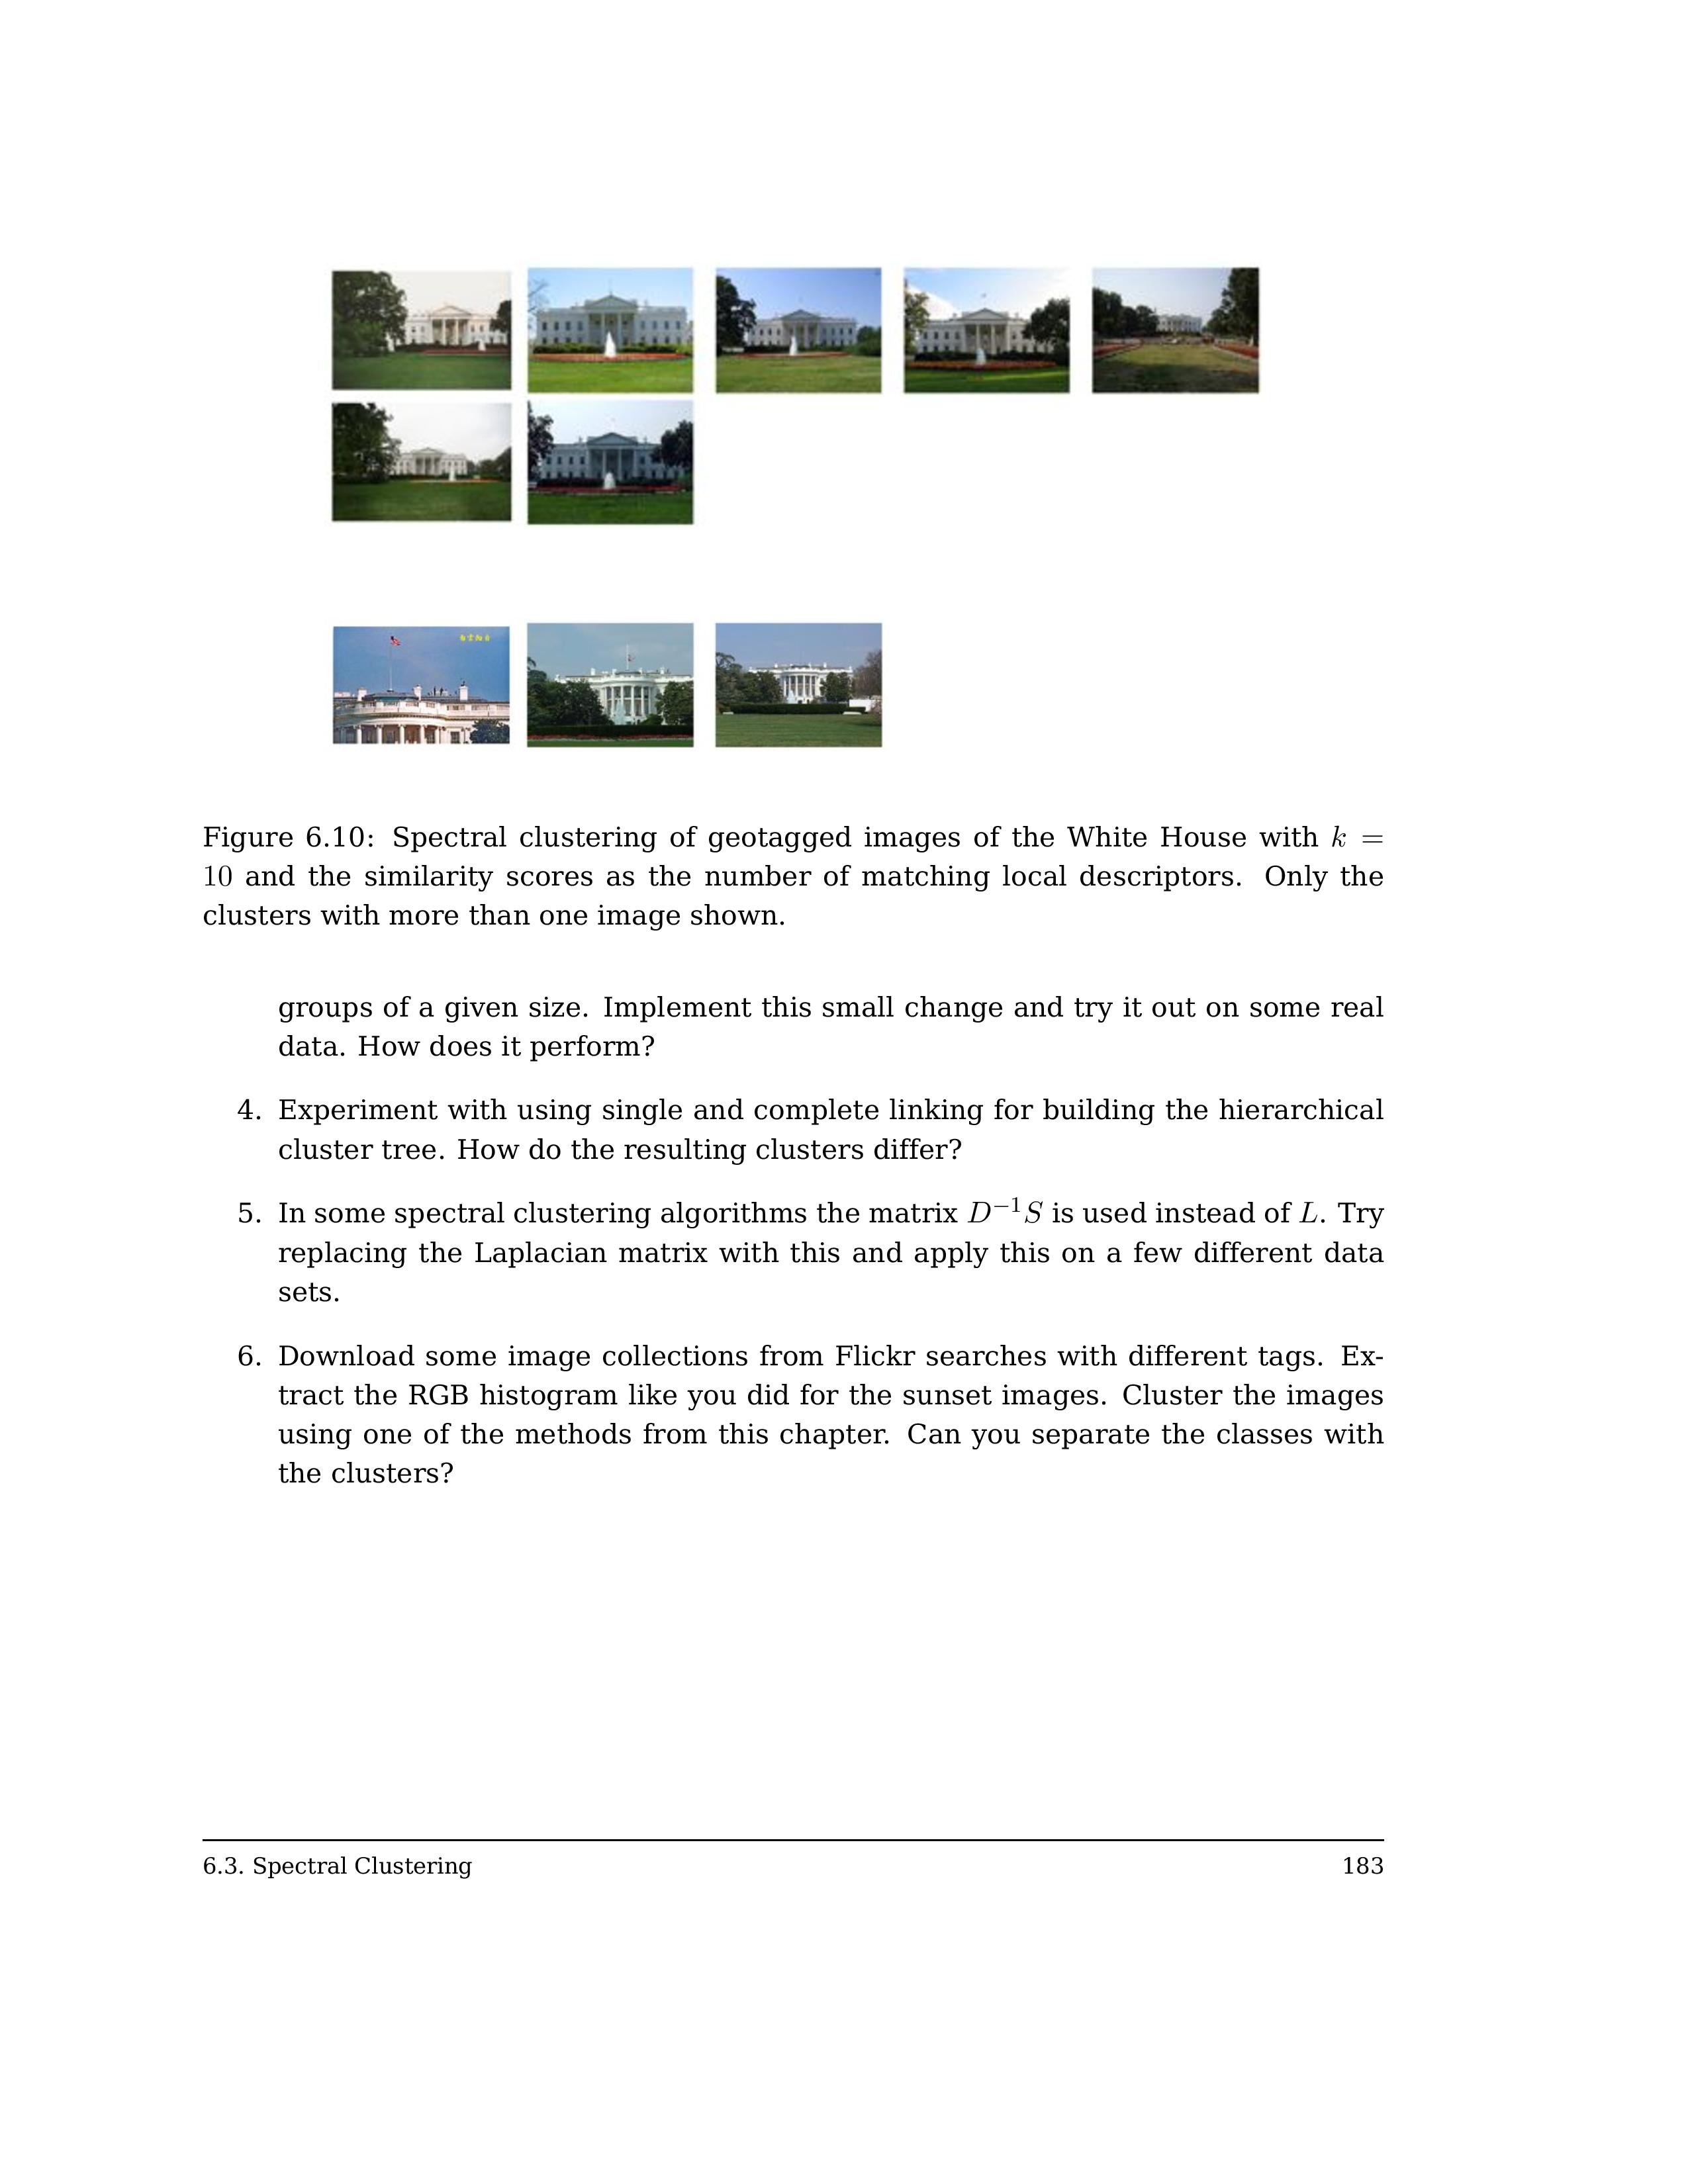 Figure 6.10: Spectral clustering of geotagged images of the White House with k =
10 and the similarity scores as the number of matching local descriptors. Only the
clusters with more than one image shown.
groups of a given size. Implement this small change and try it out on some real
data. How does it perform?
4. Experiment with using single and complete linking for building the hierarchical
cluster tree. How do the resulting clusters differ?
5. In some spectral clustering algorithms the matrix D⁻¹S is used instead of L. Try
replacing the Laplacian matrix with this and apply this on a few different data
sets.
6. Download some image collections from Flickr searches with different tags. Ex-
tract the RGB histogram like you did for the sunset images. Cluster the images
using one of the methods from this chapter. Can you separate the classes with
the clusters?
6.3. Spectral Clustering 183